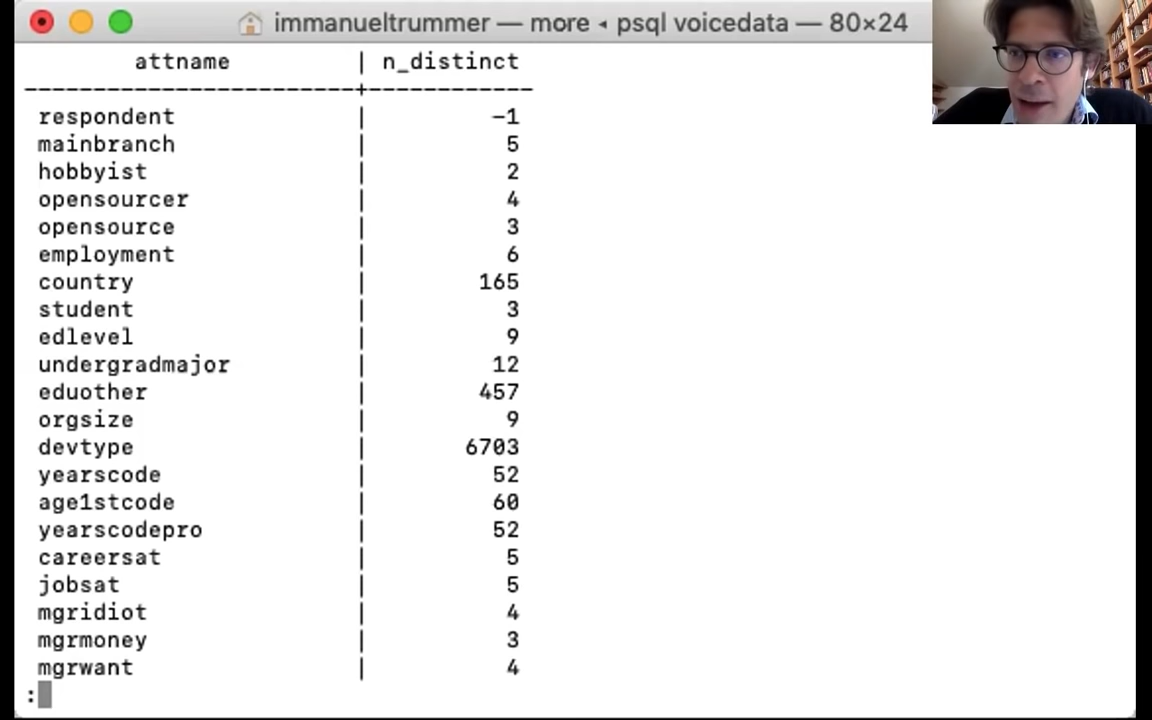 immanueltrummer — more ◂ psql voicedata — 80×24
attname | n_distinct
------------------------+------------
respondent | -1
mainbranch | 5
hobbyist | 2
opensourcer | 4
opensource | 3
employment | 6
country | 165
student | 3
edlevel | 9
undergradmajor | 12
eduother | 457
orgsize | 9
devtype | 6703
yearscode | 52
age1stcode | 60
yearscodepro | 52
careersat | 5
jobsat | 5
mgridiot | 4
mgrmoney | 3
mgrwant | 4
: